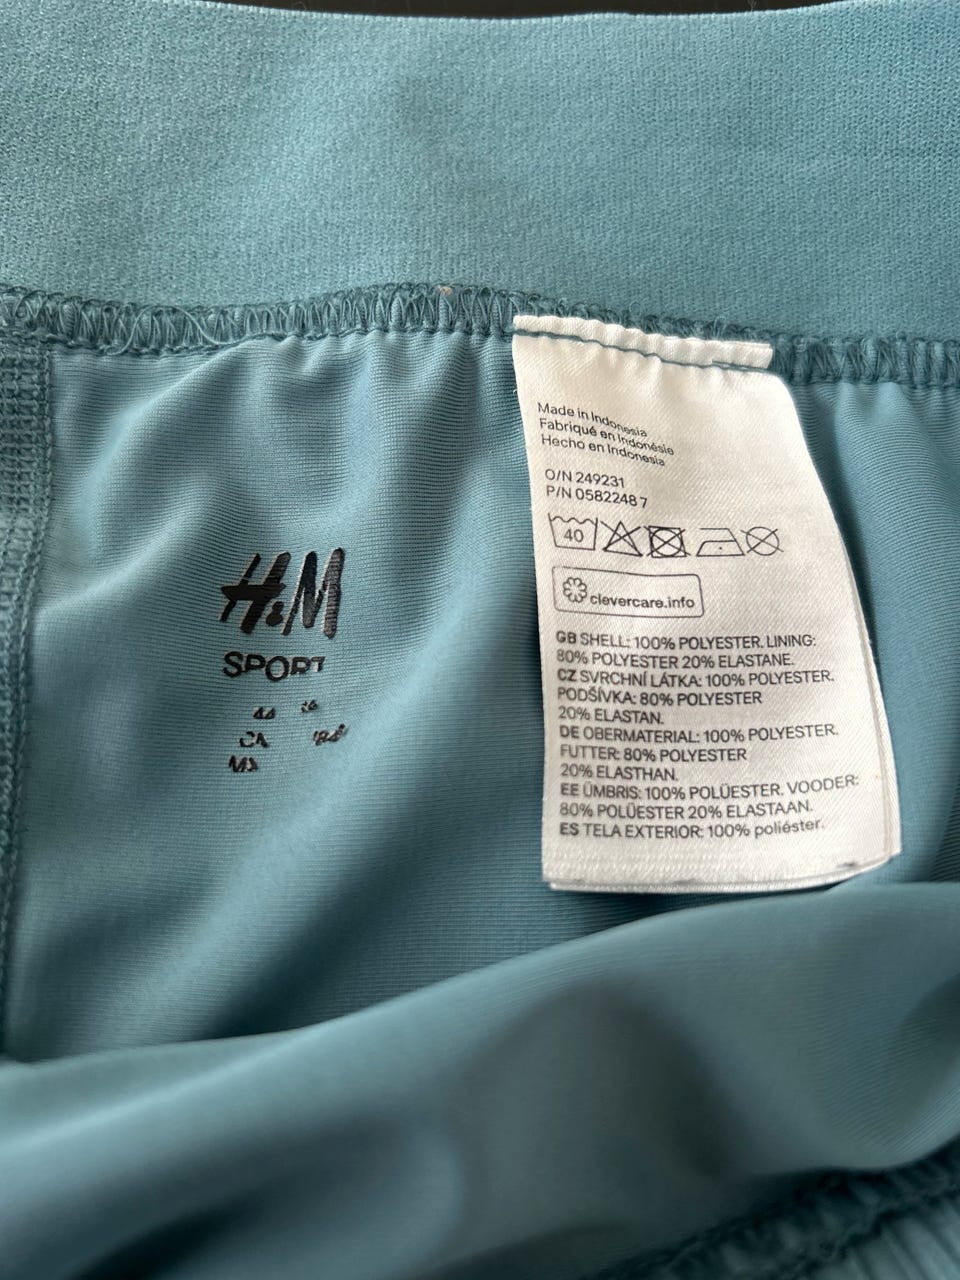 H&M
SPORT
CA
Made in Indonesia
Fabriqué en Indonésie
Hecho en Indonesia
O/N 249231
P/N 0582248 7
40
clevercare.info
GB SHELL: 100% POLYESTER. LINING:
80% POLYESTER 20% ELASTANE.
CZ SVRCHNÍ LÁTKA: 100% POLYESTER.
PODŠÍVKA: 80% POLYESTER
20% ELASTAN.
DE OBERMATERIAL: 100% POLYESTER.
FUTTER: 80% POLYESTER
20% ELASTHAN.
EE ÜMBRIS: 100% POLÜESTER. VOODER:
80% POLÜESTER 20% ELASTAAN.
ES TELA EXTERIOR: 100% poliéster.